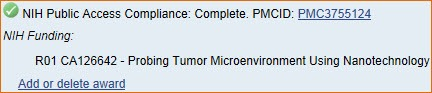 NIH Public Access Compliance: Complete. PMCID: PMC3755124
NIH Funding:
R01 CA126642 - Probing Tumor Microenvironment Using Nanotechnology
Add or delete award